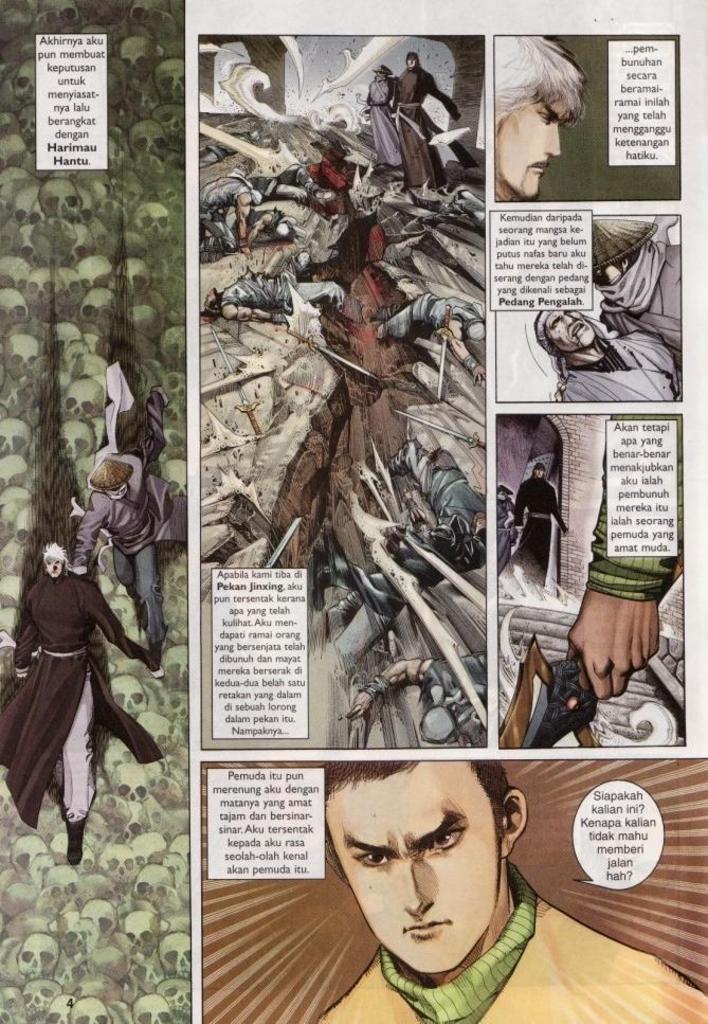 Akhirnya aku
pun membuat
keputusan
untuk
menyiasat-
nya lalu
berangkat
dengan
Harimau
Hantu.
Apabila kami tiba di
Pekan Jinxing, aku
pun tersentak kerana
apa yang telah
kulihat. Aku men-
dapati ramai orang
yang bersenjata telah
dibunuh dan mayat
mereka berserak di
kedua-dua belah satu
retakan yang dalam
di sebuah lorong
dalam pekan itu.
Nampaknya...
...pem-
bunuhan
secara
beramai-
ramai inilah
yang telah
mengganggu
ketenangan
hatiku.
Kemudian daripada
seorang mangsa ke-
jadian itu yang belum
putus nafas baru aku
tahu mereka telah di-
serang dengan pedang
yang dikenali sebagai
Pedang Pengalah.
Akan tetapi
apa yang
benar-benar
menakjubkan
aku ialah
pembunuh
mereka itu
ialah seorang
pemuda yang
amat muda.
Pemuda itu pun
merenung aku dengan
matanya yang amat
tajam dan bersinar-
sinar. Aku tersentak
kepada aku rasa
seolah-olah kenal
akan pemuda itu.
Siapakah
kalian ini?
Kenapa kalian
tidak mahu
memberi
jalan
hah?
4